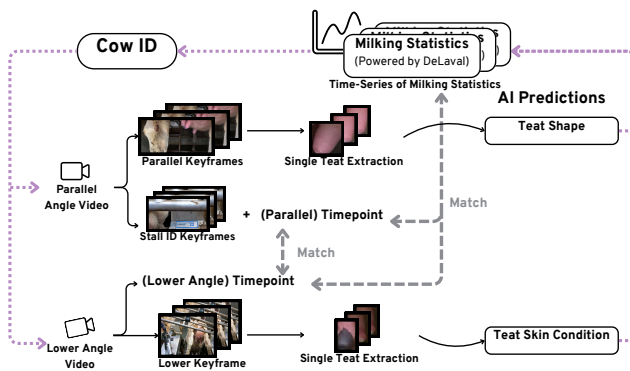 Cow ID
Milking Statistics
(Powered by DeLaval)
Time-Series of Milking Statistics
AI Predictions
Teat Shape
Parallel Keyframes
Single Teat Extraction
Parallel
Angle Video
Match
Stall ID Keyframes
+ (Parallel) Timepoint
Match
(Lower Angle) Timepoint
Lower Angle
Video
Lower Keyframe
Single Teat Extraction
Teat Skin Condition